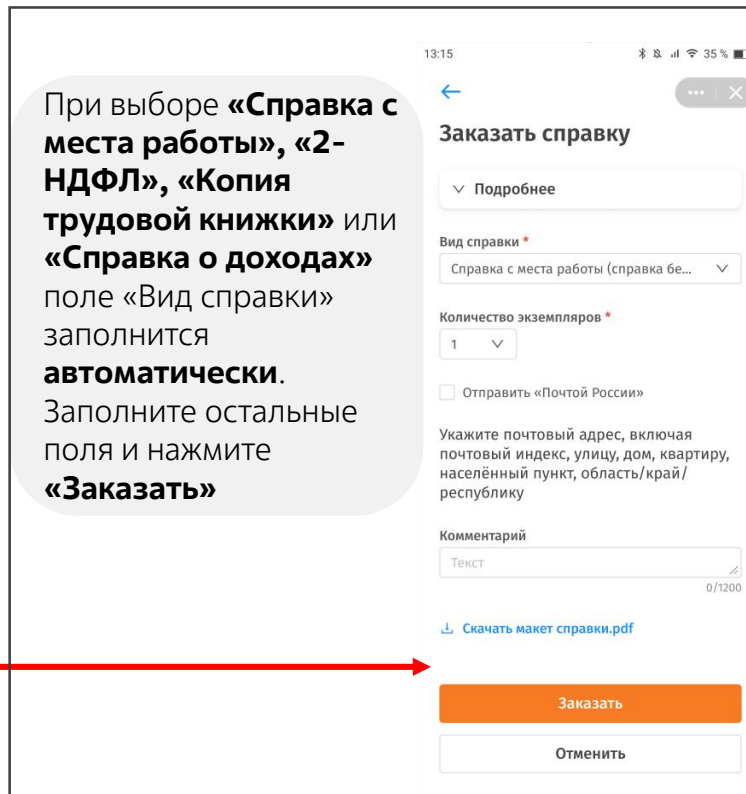 При выборе «Справка с
места работы», «2-
НДФЛ», «Копия
трудовой книжки» или
«Справка о доходах»
поле «Вид справки»
заполнится
автоматически.
Заполните остальные
поля и нажмите
«Заказать»
13:15
35 %
Заказать справку
Подробнее
Вид справки *
Справка с места работы (справка бе...
Количество экземпляров *
1
Отправить «Почтой России»
Укажите почтовый адрес, включая
почтовый индекс, улицу, дом, квартиру,
населённый пункт, область/край/
республику
Комментарий
Текст
0/1200
Скачать макет справки.pdf
Заказать
Отменить